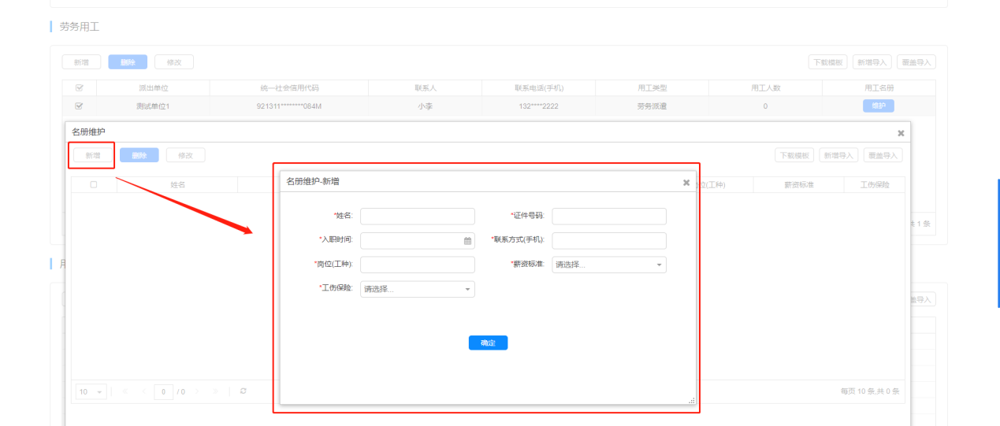 劳务用工
新增 删除 修改 下载模板 新增导入 覆盖导入
派出单位 统一社会信用代码 联系人 联系电话(手机) 用工类型 用工人数 用工名册
测试单位1 921311********084M 小李 132****2222 劳务派遣 0 维护
名册维护
新增 删除 修改 下载模板 新增导入 覆盖导入
姓名 位(工种) 薪资标准 工伤保险
名册维护-新增
*姓名: *证件号码:
*入职时间: *联系方式(手机):
*岗位(工种): *薪资标准: 请选择...
*工伤保险: 请选择...
确定
共 1 条
盖导入
10 0 / 0 每页 10 条,共 0 条